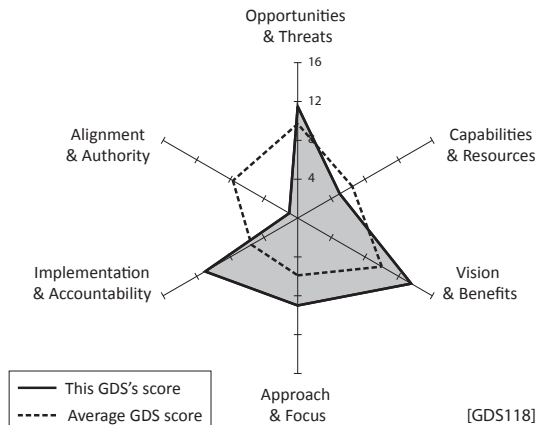 Opportunities
& Threats
16
12
8
4
Alignment
& Authority
Capabilities
& Resources
Implementation
& Accountability
Vision
& Benefits
Approach
& Focus
This GDS's score
Average GDS score
[GDS118]